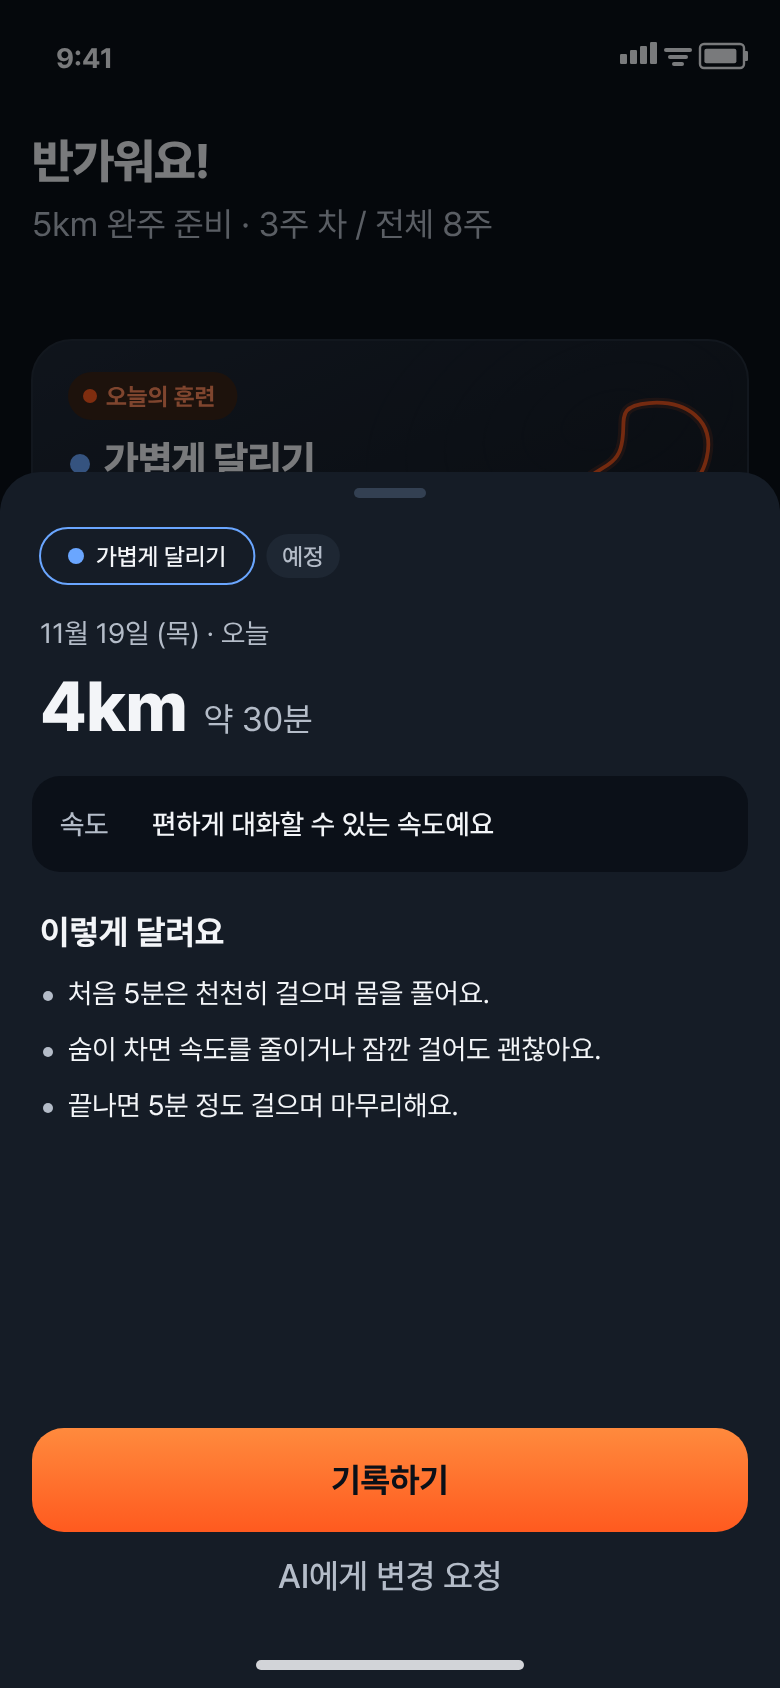 9:41
반가워요!
5km 완주 준비 · 3주 차 / 전체 8주
오늘의 훈련
가볍게 달리기
가볍게 달리기
예정
11월 19일 (목) · 오늘
4km 약 30분
속도 편하게 대화할 수 있는 속도예요
이렇게 달려요
처음 5분은 천천히 걸으며 몸을 풀어요.
숨이 차면 속도를 줄이거나 잠깐 걸어도 괜찮아요.
끝나면 5분 정도 걸으며 마무리해요.
기록하기
AI에게 변경 요청